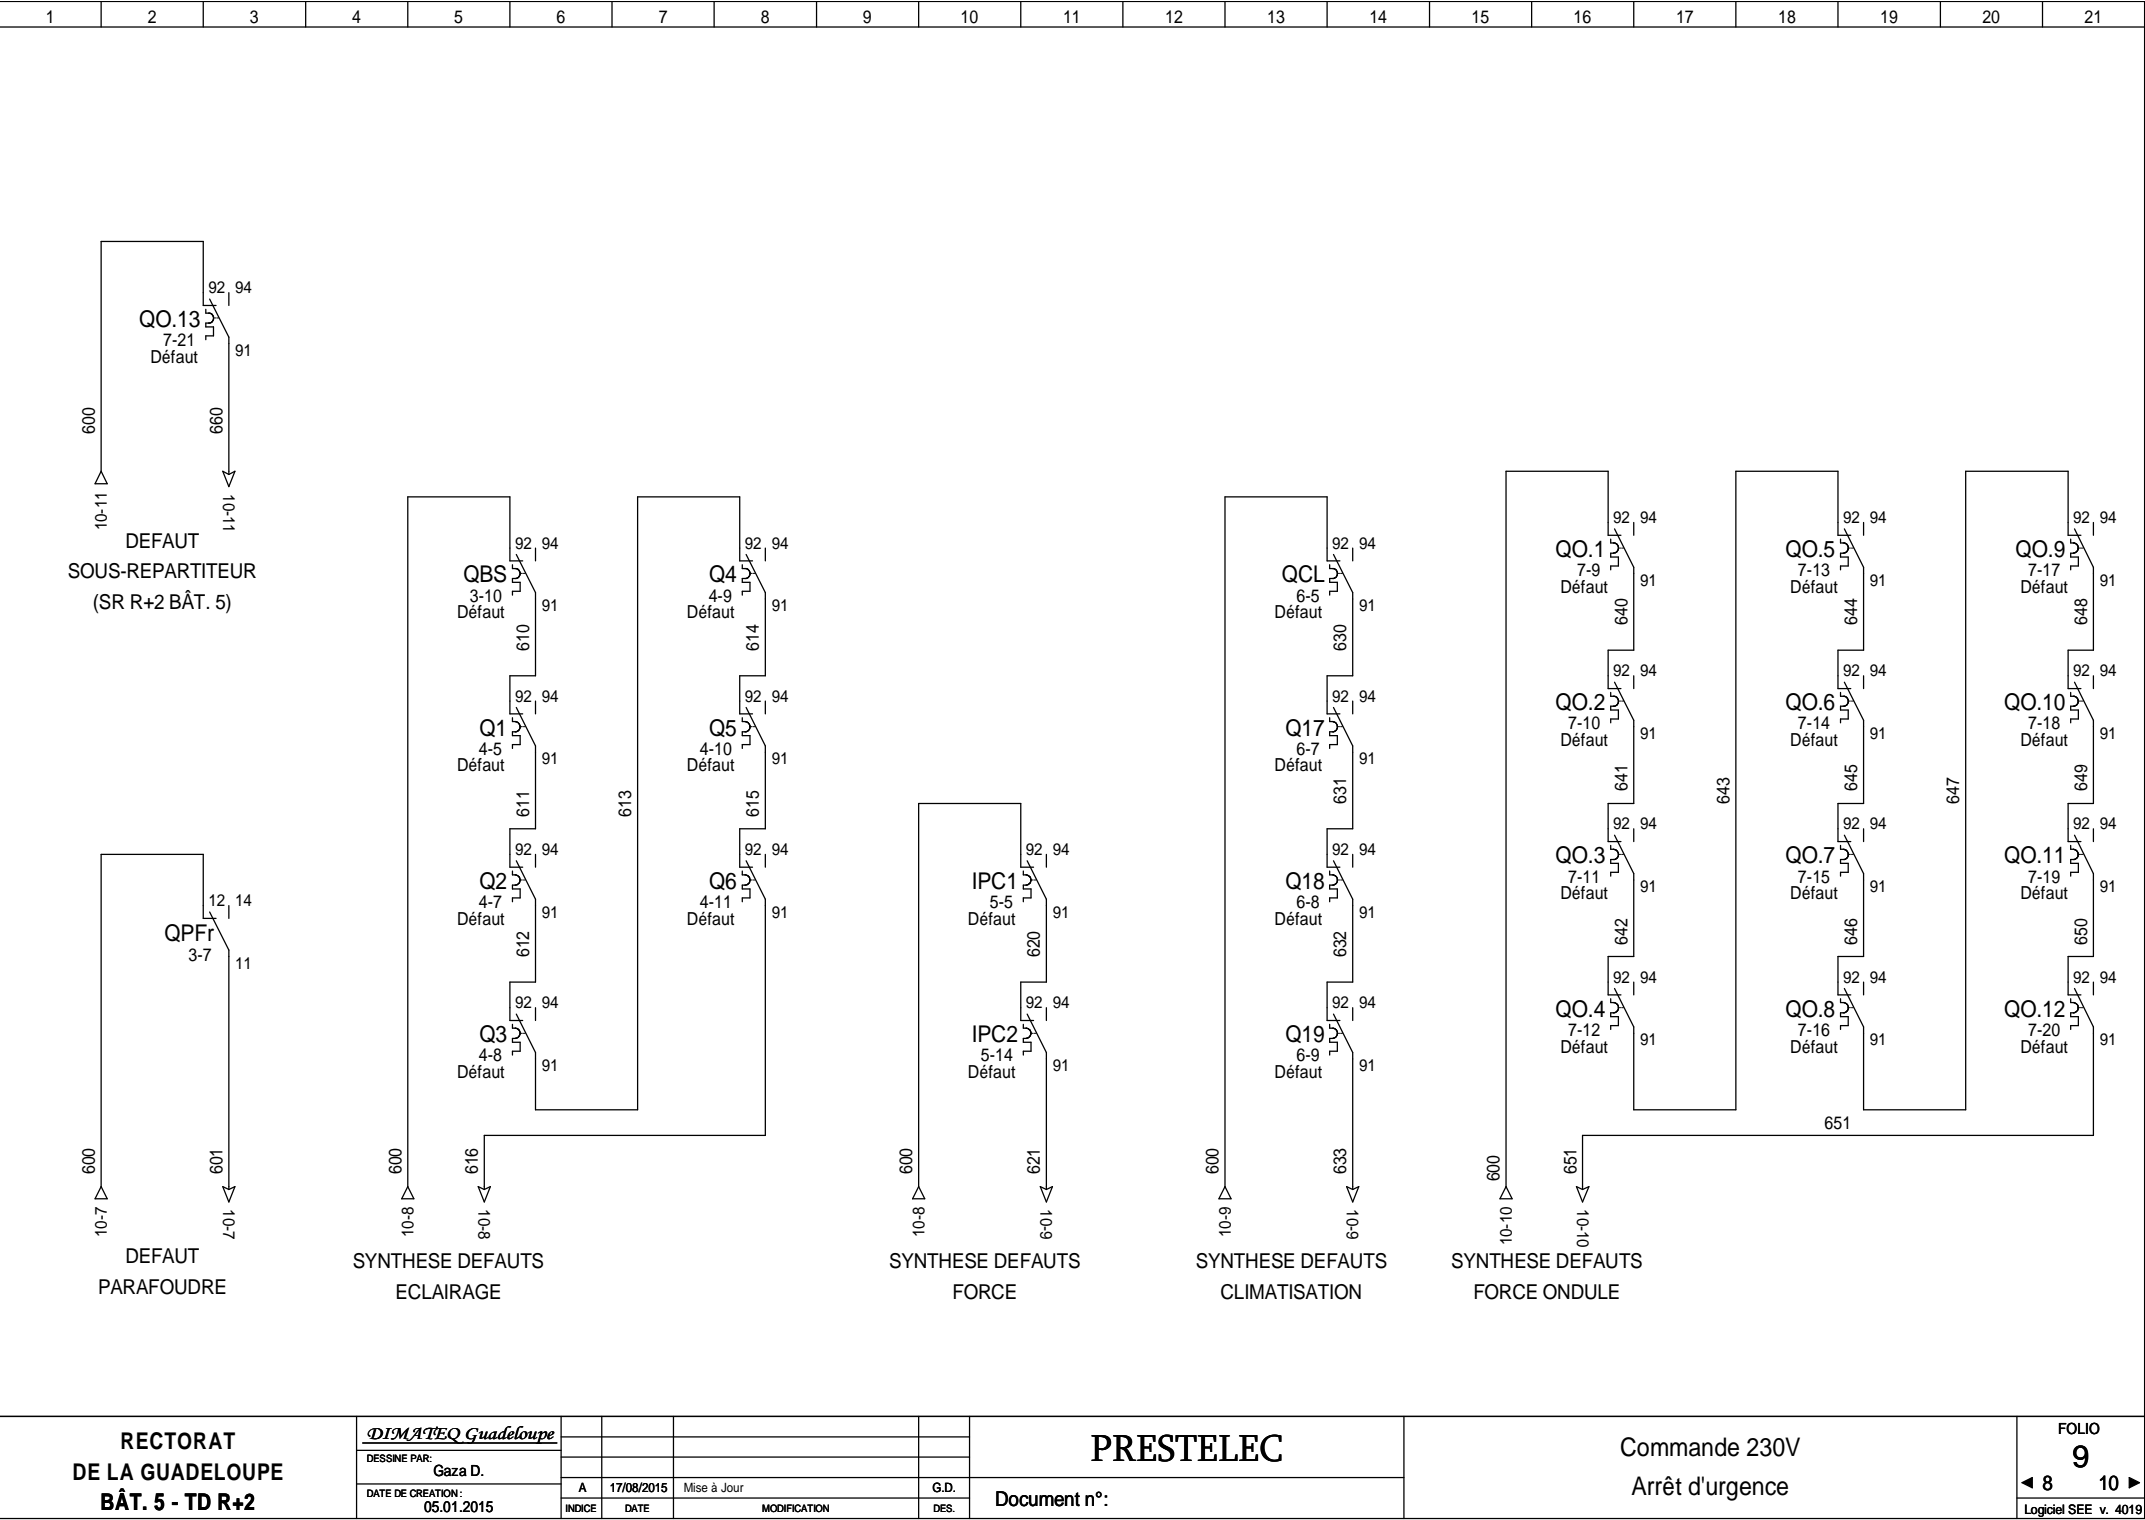 1 2 3 4 5 6 7 8 9 10 11 12 13 14 15 16 17 18 19 20 21
92 94
QO.13
7-21
Défaut
91
600
660
10-11
10-11
DEFAUT
SOUS-REPARTITEUR
(SR R+2 BÂT. 5)
12 14
QPFr
3-7
11
600
601
10-7
10-7
DEFAUT
PARAFOUDRE
92 94
QBS
3-10
Défaut
91
610
92 94
Q1
4-5
Défaut
91
611
92 94
Q2
4-7
Défaut
91
612
92 94
Q3
4-8
Défaut
91
613
92 94
Q4
4-9
Défaut
91
614
92 94
Q5
4-10
Défaut
91
615
92 94
Q6
4-11
Défaut
91
600
616
10-8
10-8
SYNTHESE DEFAUTS
ECLAIRAGE
92 94
IPC1
5-5
Défaut
91
620
92 94
IPC2
5-14
Défaut
91
600
621
10-8
10-9
SYNTHESE DEFAUTS
FORCE
92 94
QCL
6-5
Défaut
91
630
92 94
Q17
6-7
Défaut
91
631
92 94
Q18
6-8
Défaut
91
632
92 94
Q19
6-9
Défaut
91
600
633
10-9
10-9
SYNTHESE DEFAUTS
CLIMATISATION
92 94
QO.1
7-9
Défaut
91
640
92 94
QO.2
7-10
Défaut
91
641
92 94
QO.3
7-11
Défaut
91
642
92 94
QO.4
7-12
Défaut
91
643
92 94
QO.5
7-13
Défaut
91
644
92 94
QO.6
7-14
Défaut
91
645
92 94
QO.7
7-15
Défaut
91
646
92 94
QO.8
7-16
Défaut
91
647
92 94
QO.9
7-17
Défaut
91
648
92 94
QO.10
7-18
Défaut
91
649
92 94
QO.11
7-19
Défaut
91
650
92 94
QO.12
7-20
Défaut
91
651
600
651
10-10
10-10
SYNTHESE DEFAUTS
FORCE ONDULE
RECTORAT
DE LA GUADELOUPE
BÂT. 5 - TD R+2
DIMATEQ Guadeloupe
DESSINE PAR:
Gaza D.
DATE DE CREATION :
05.01.2015
A 17/08/2015 Mise à Jour G.D.
INDICE DATE MODIFICATION DES.
PRESTELEC
Document n°:
Commande 230V
Arrêt d'urgence
FOLIO
9
◄ 8 10 ►
Logiciel SEE v. 4019